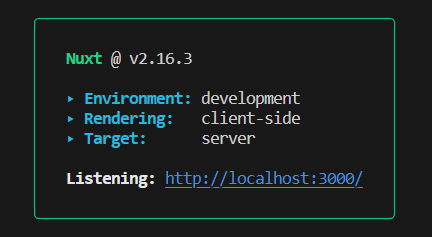 Nuxt @ v2.16.3
▸ Environment: development
▸ Rendering: client-side
▸ Target: server
Listening: http://localhost:3000/